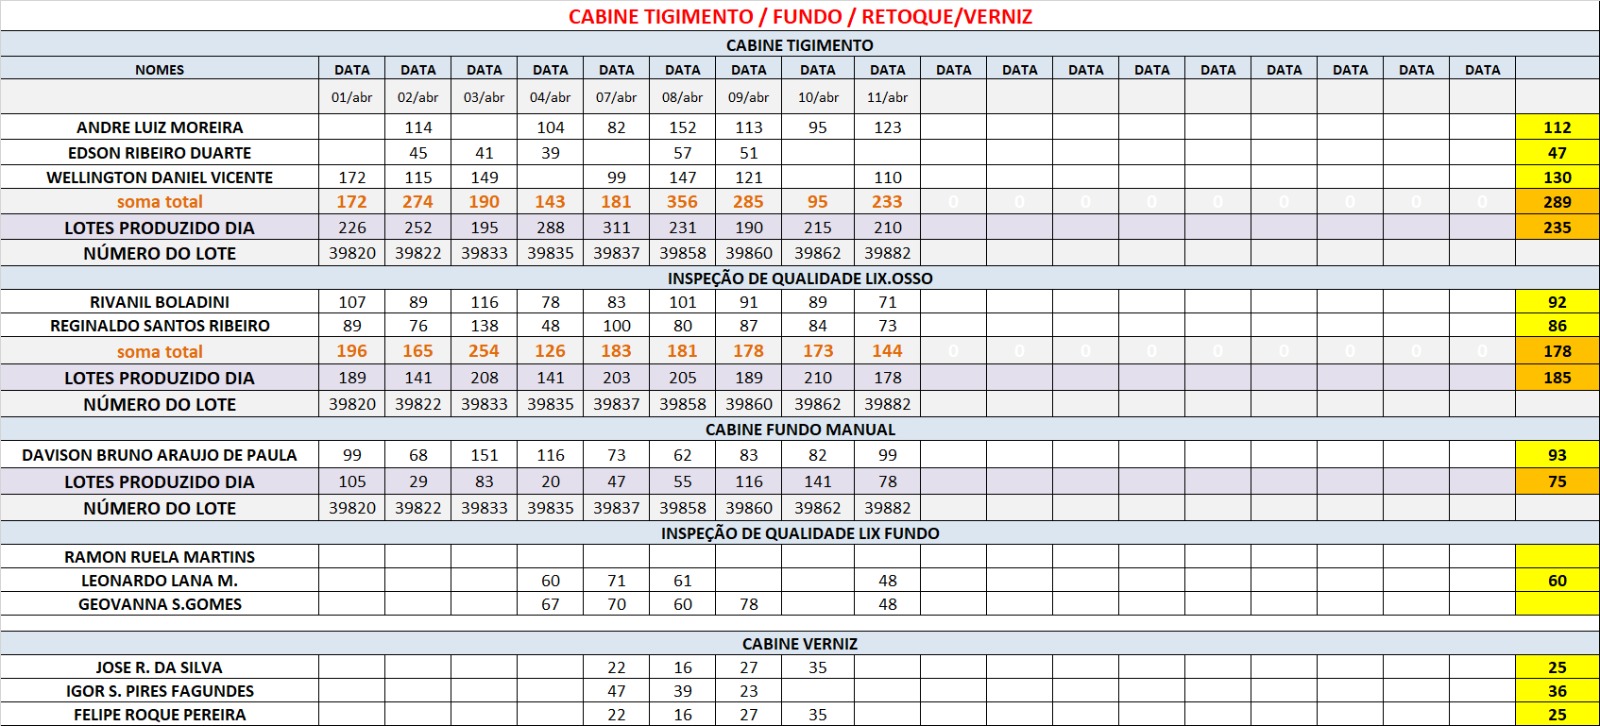 CABINE TIGIMENTO / FUNDO / RETOQUE/VERNIZ
CABINE TIGIMENTO
NOMES DATA DATA DATA DATA DATA DATA DATA DATA DATA DATA DATA DATA DATA DATA DATA DATA DATA DATA
01/abr 02/abr 03/abr 04/abr 07/abr 08/abr 09/abr 10/abr 11/abr
ANDRE LUIZ MOREIRA 114 104 82 152 113 95 123 112
EDSON RIBEIRO DUARTE 45 41 39 57 51 47
WELLINGTON DANIEL VICENTE 172 115 149 99 147 121 110 130
soma total 172 274 190 143 181 356 285 95 233 0 0 0 0 0 0 0 0 0 289
LOTES PRODUZIDO DIA 226 252 195 288 311 231 190 215 210 235
NÚMERO DO LOTE 39820 39822 39833 39835 39837 39858 39860 39862 39882
INSPEÇÃO DE QUALIDADE LIX.OSSO
RIVANIL BOLADINI 107 89 116 78 83 101 91 89 71 92
REGINALDO SANTOS RIBEIRO 89 76 138 48 100 80 87 84 73 86
soma total 196 165 254 126 183 181 178 173 144 0 0 0 0 0 0 0 0 0 178
LOTES PRODUZIDO DIA 189 141 208 141 203 205 189 210 178 185
NÚMERO DO LOTE 39820 39822 39833 39835 39837 39858 39860 39862 39882
CABINE FUNDO MANUAL
DAVISON BRUNO ARAUJO DE PAULA 99 68 151 116 73 62 83 82 99 93
LOTES PRODUZIDO DIA 105 29 83 20 47 55 116 141 78 75
NÚMERO DO LOTE 39820 39822 39833 39835 39837 39858 39860 39862 39882
INSPEÇÃO DE QUALIDADE LIX FUNDO
RAMON RUELA MARTINS
LEONARDO LANA M. 60 71 61 48 60
GEOVANNA S.GOMES 67 70 60 78 48
CABINE VERNIZ
JOSE R. DA SILVA 22 16 27 35 25
IGOR S. PIRES FAGUNDES 47 39 23 36
FELIPE ROQUE PEREIRA 22 16 27 35 25